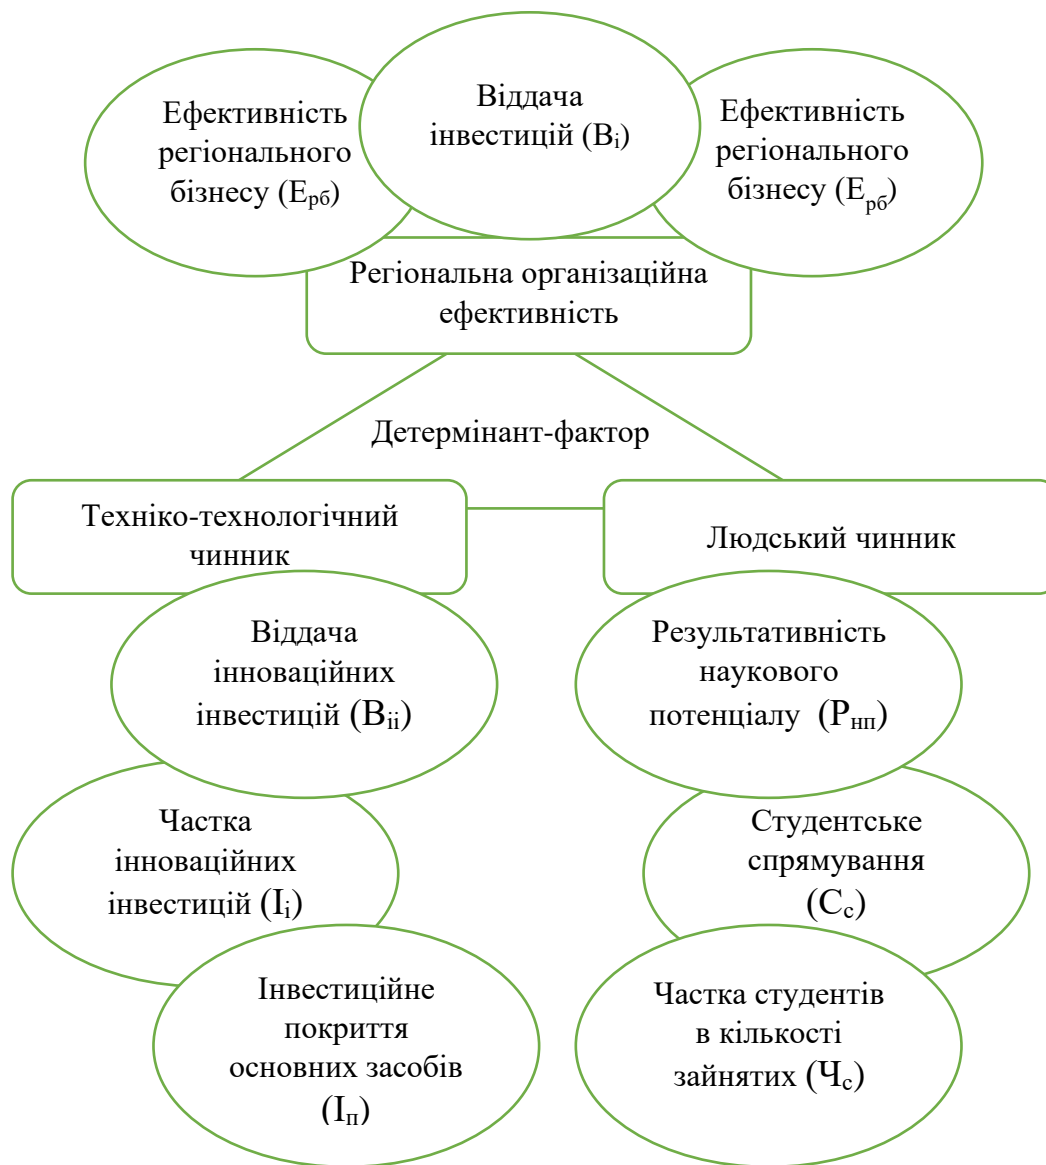 Ефективність
регіонального
бізнесу (Ерб)
Віддача
інвестицій (Ві)
Ефективність
регіонального
бізнесу (Ерб)
Регіональна організаційна
ефективність
Детермінант-фактор
Техніко-технологічний
чинник
Людський чинник
Віддача
інноваційних
інвестицій (Віі)
Результативність
наукового
потенціалу (Рнп)
Частка
інноваційних
інвестицій (Іі)
Студентське
спрямування
(Сс)
Інвестиційне
покриття
основних засобів
(Іп)
Частка студентів
в кількості
зайнятих (Чс)